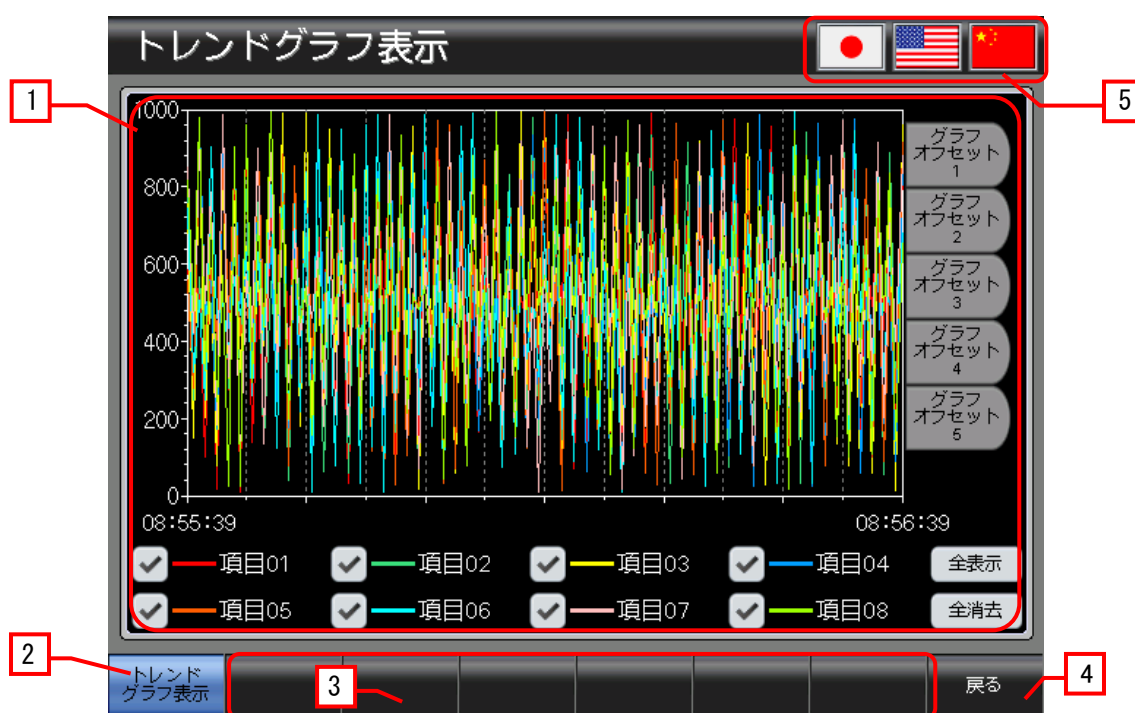 トレンドグラフ表示
5
1
1000
800
600
400
200
0
グラフ
オフセット
1
グラフ
オフセット
2
グラフ
オフセット
3
グラフ
オフセット
4
グラフ
オフセット
5
08:55:39
08:56:39
項目01 項目02 項目03 項目04 全表示
項目05 項目06 項目07 項目08 全消去
2
トレンド
グラフ表示
3
戻る
4